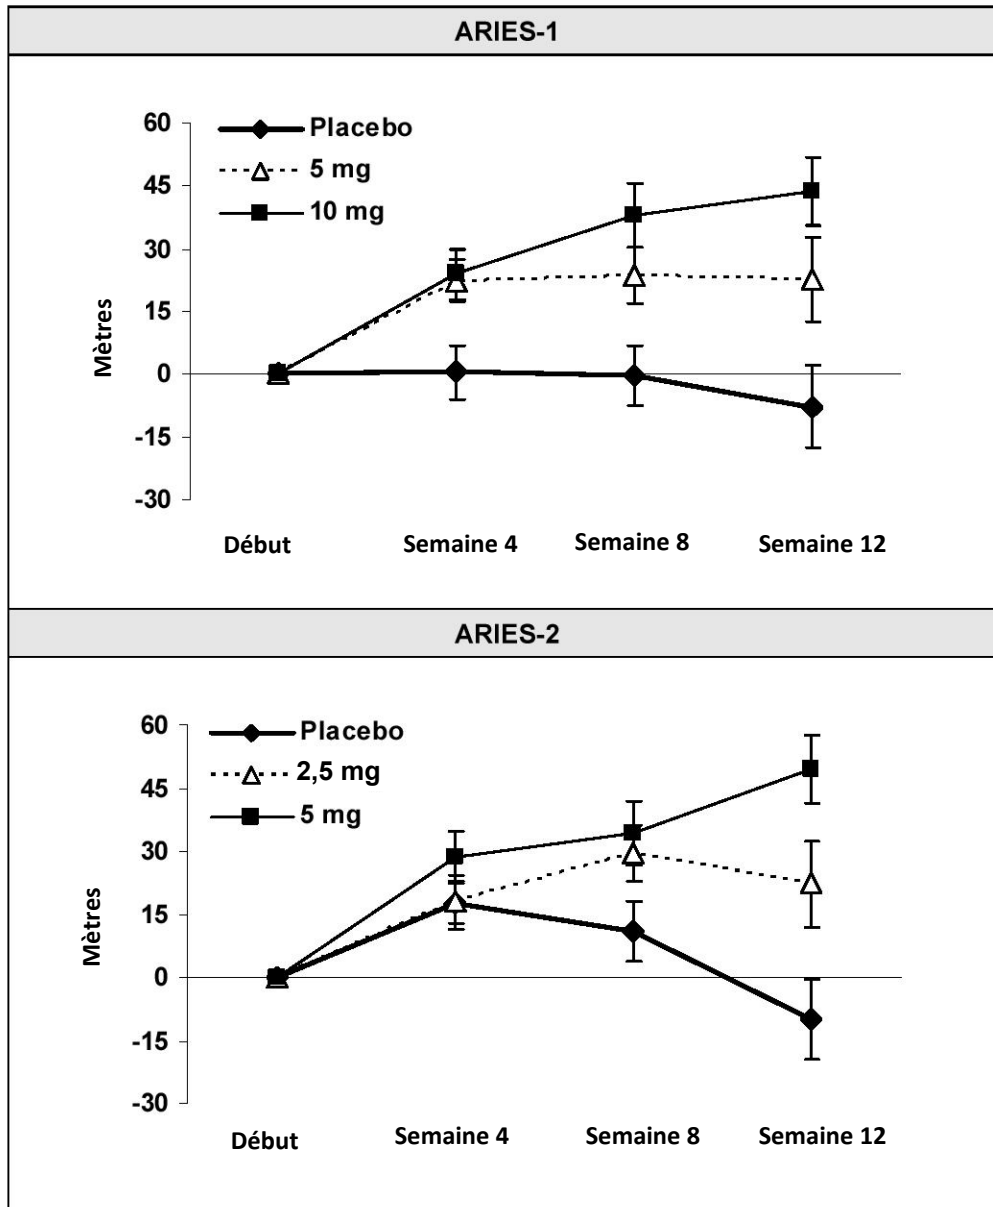 ARIES-1
Placebo
5 mg
10 mg
60
45
30
15
0
-15
-30
Mètres
Début
Semaine 4
Semaine 8
Semaine 12
ARIES-2
Placebo
2,5 mg
5 mg
60
45
30
15
0
-15
-30
Mètres
Début
Semaine 4
Semaine 8
Semaine 12